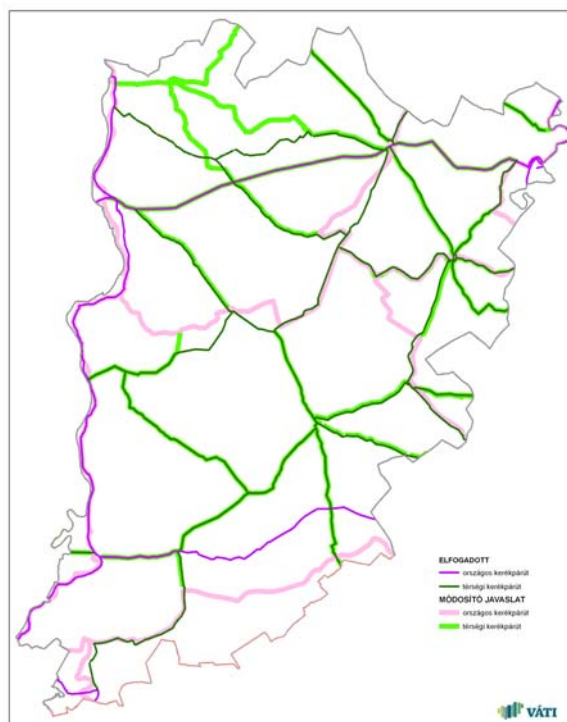 ELFOGADOTT
országos kerékpárút
térségi kerékpárút
MÓDOSÍTÓ JAVASLAT
országos kerékpárút
térségi kerékpárút
VÁTI